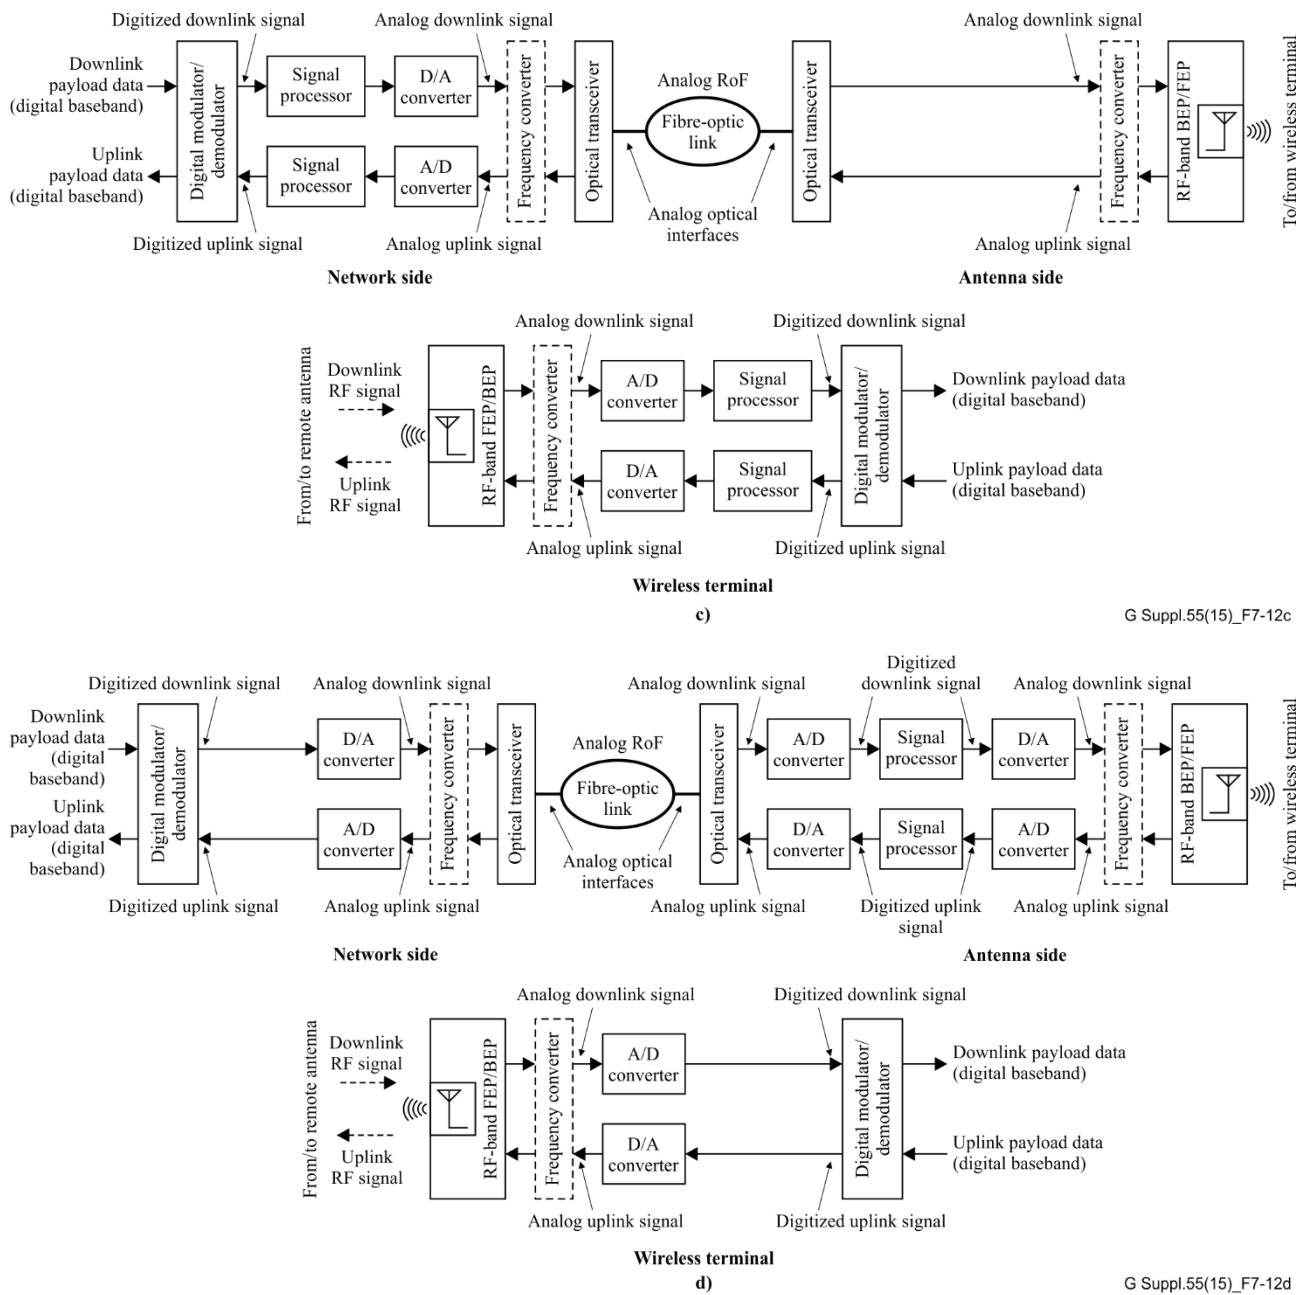 Digitized downlink signal
Analog downlink signal
Analog downlink signal
Downlink
payload data
(digital baseband)
Digital modulator/
demodulator
Signal
processor
D/A
converter
Frequency converter
Optical transceiver
Analog RoF
Fibre-optic
link
Optical transceiver
Frequency converter
RF-band BEP/FEP
To/from wireless terminal
Uplink
payload data
(digital baseband)
Signal
processor
A/D
converter
Analog optical
interfaces
Digitized uplink signal
Analog uplink signal
Analog uplink signal
Network side
Antenna side
Analog downlink signal
Digitized downlink signal
From/to remote antenna
Downlink
RF signal
Uplink
RF signal
RF-band FEP/BEP
Frequency converter
A/D
converter
Signal
processor
D/A
converter
Signal
processor
Digital modulator/
demodulator
Downlink payload data
(digital baseband)
Uplink payload data
(digital baseband)
Analog uplink signal
Digitized uplink signal
Wireless terminal
c)
G Suppl.55(15)_F7-12c
Digitized downlink signal
Analog downlink signal
Analog downlink signal
Digitized
downlink signal
Analog downlink signal
Downlink
payload data
(digital
baseband)
Uplink
payload data
(digital
baseband)
Digital modulator/
demodulator
D/A
converter
A/D
converter
Frequency converter
Optical transceiver
Analog RoF
Fibre-optic
link
Analog optical
interfaces
Optical transceiver
A/D
converter
Signal
processor
D/A
converter
D/A
converter
Signal
processor
A/D
converter
Frequency converter
RF-band BEP/FEP
To/from wireless terminal
Digitized uplink signal
Analog uplink signal
Analog uplink signal
Digitized uplink
signal
Analog uplink signal
Network side
Antenna side
Analog downlink signal
Digitized downlink signal
From/to remote antenna
Downlink
RF signal
Uplink
RF signal
RF-band FEP/BEP
Frequency converter
A/D
converter
D/A
converter
Digital modulator/
demodulator
Downlink payload data
(digital baseband)
Uplink payload data
(digital baseband)
Analog uplink signal
Digitized uplink signal
Wireless terminal
d)
G Suppl.55(15)_F7-12d